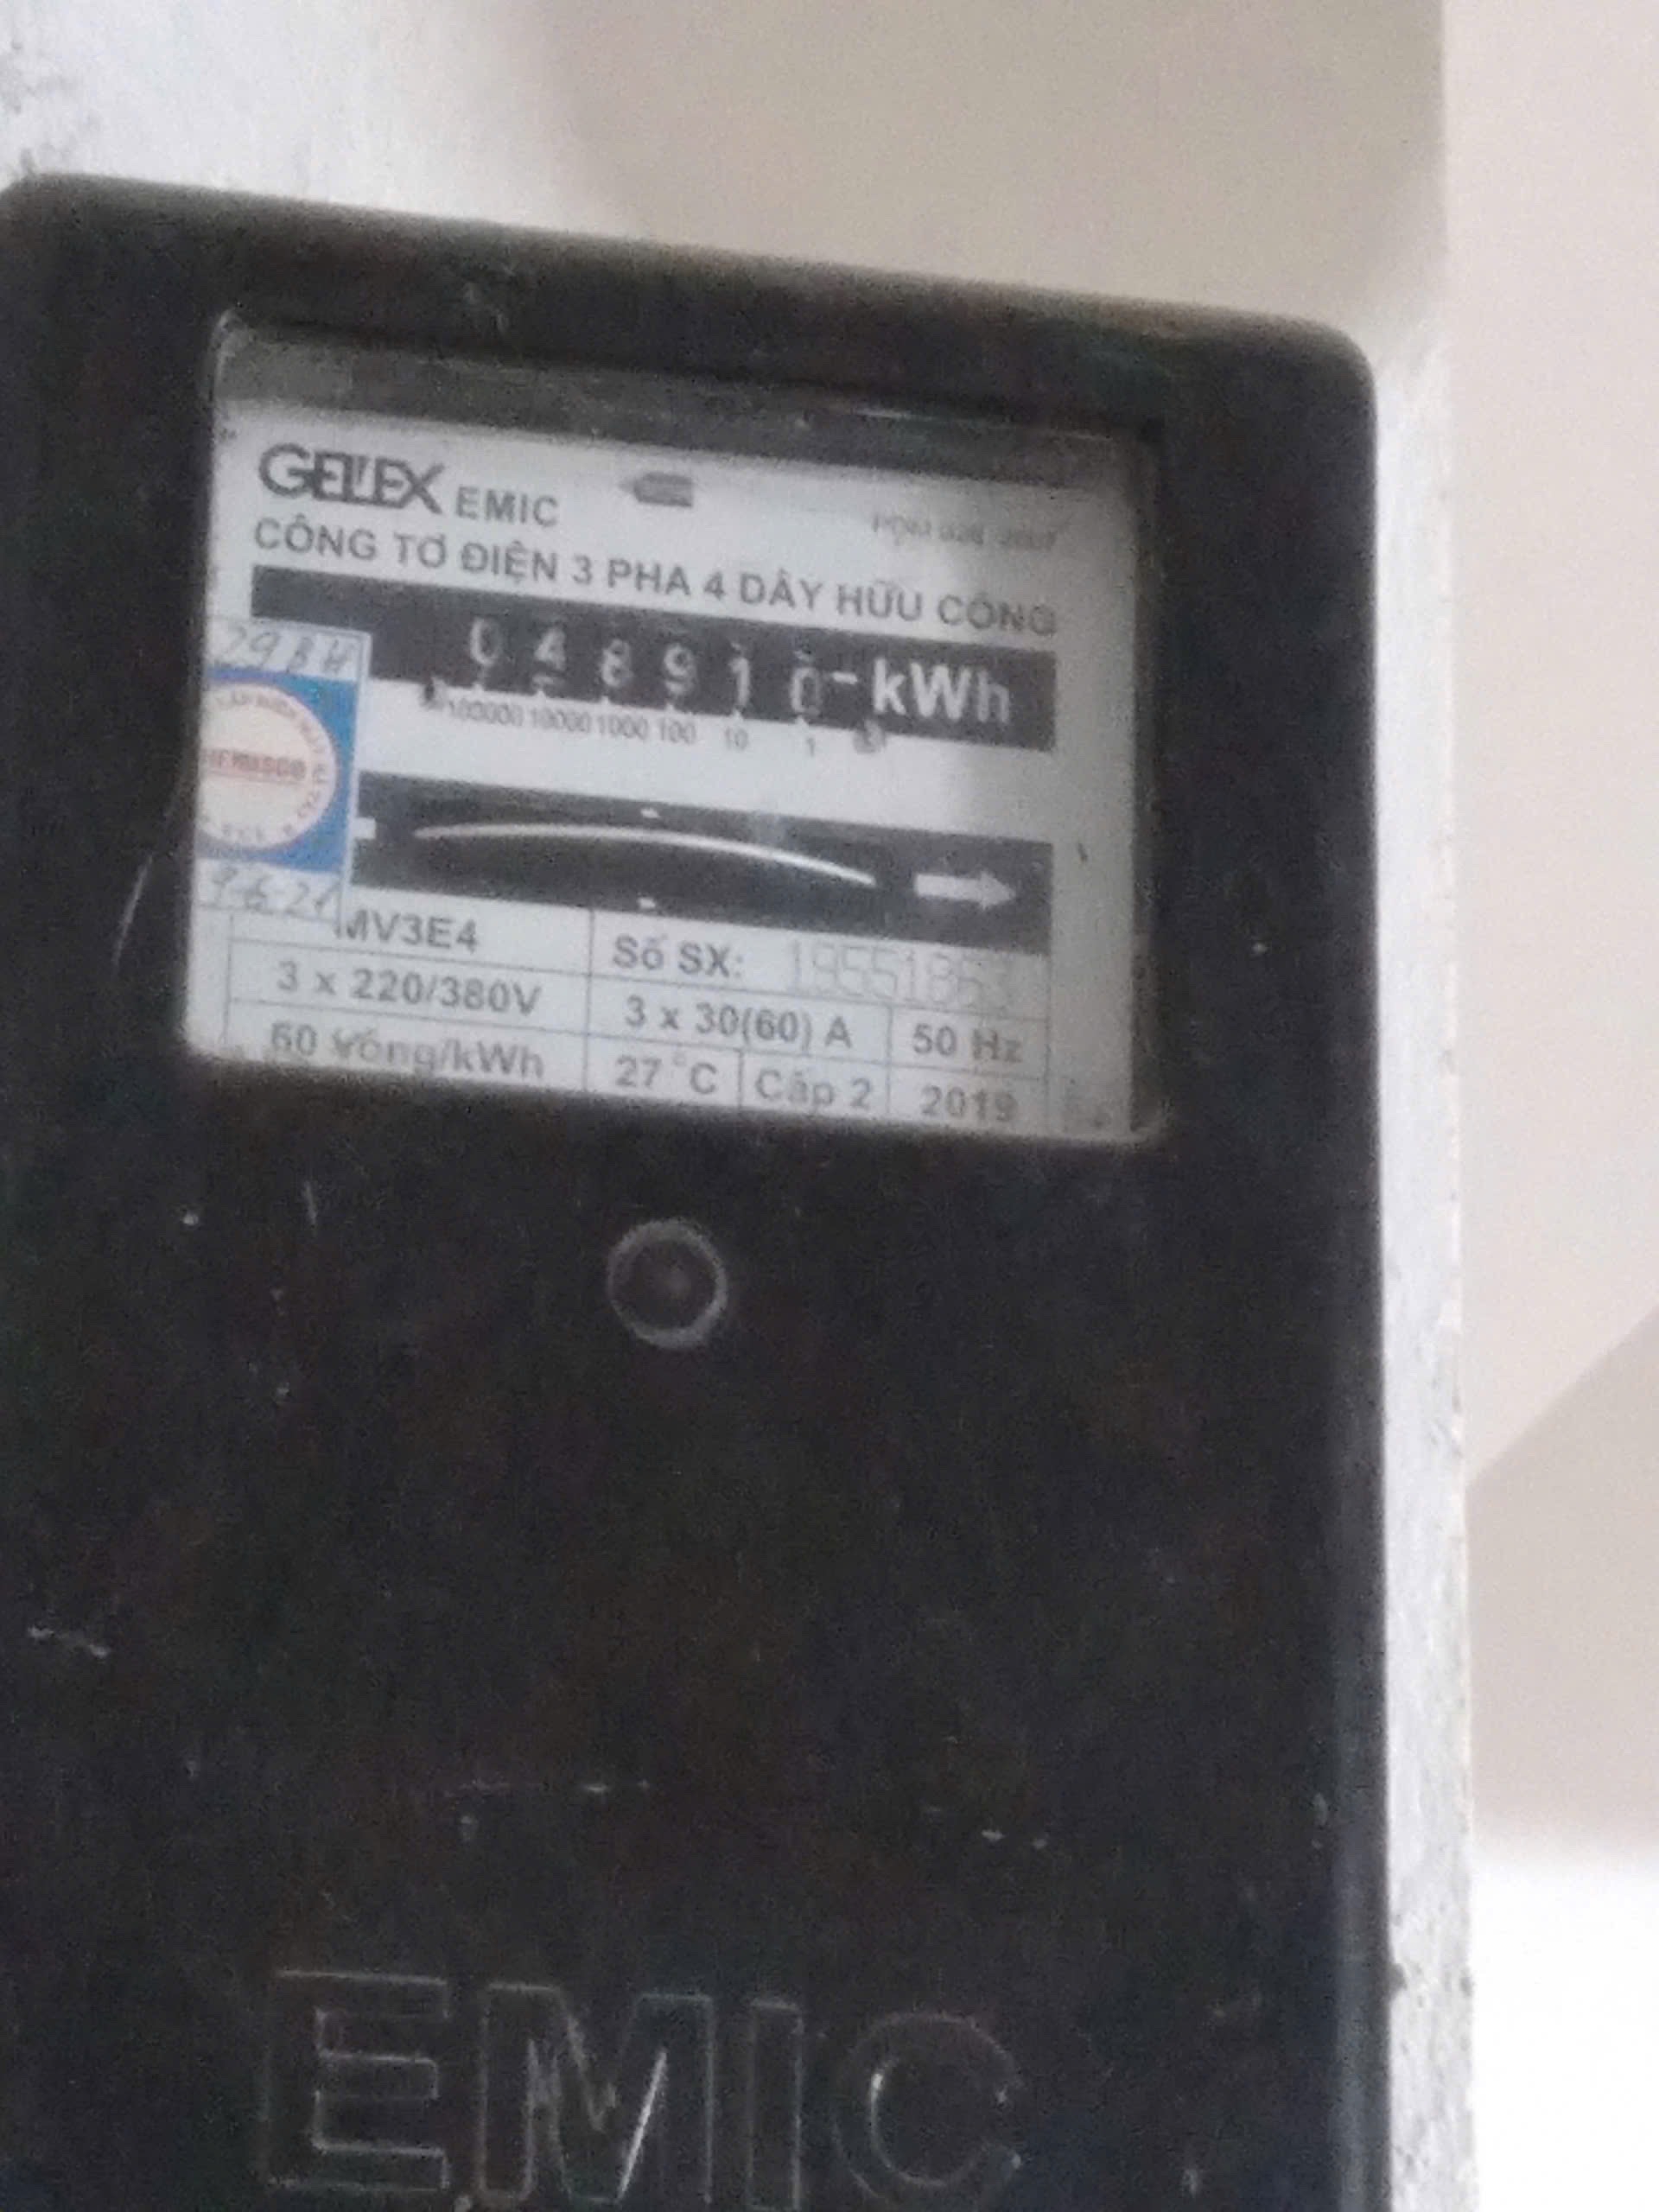 GELEX EMIC
CÔNG TƠ ĐIỆN 3 PHA 4 DÂY HỮU CÔNG
0 4 8 9 1 0 kWh
100000 10000 1000 100 10 1
MV3E4 Số SX: 19551863
3 x 220/380V 3 x 30(60) A 50 Hz
60 Vòng/kWh 27 °C Cấp 2 2019
EMIC